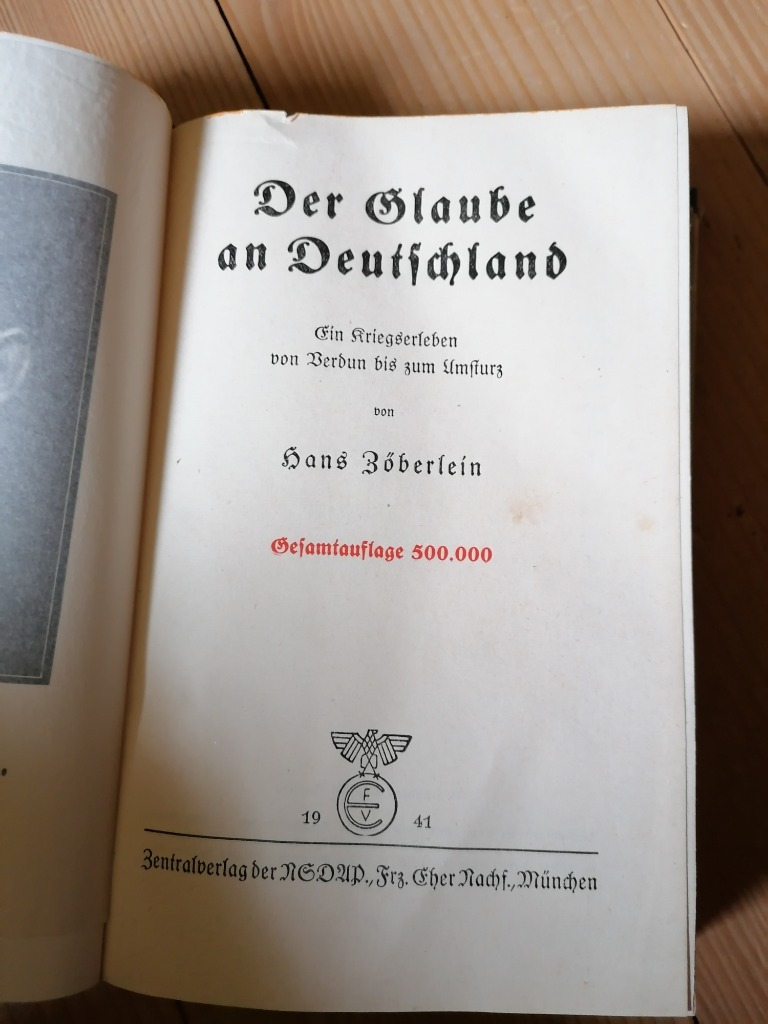 Der Glaube
an Deutschland
Ein Kriegserleben
von Verdun bis zum Umsturz
von
Hans Zöberlein
Gesamtauflage 500.000
F
E
V
19 41
Zentralverlag der NSDAP., Frz. Eher Nachf., München